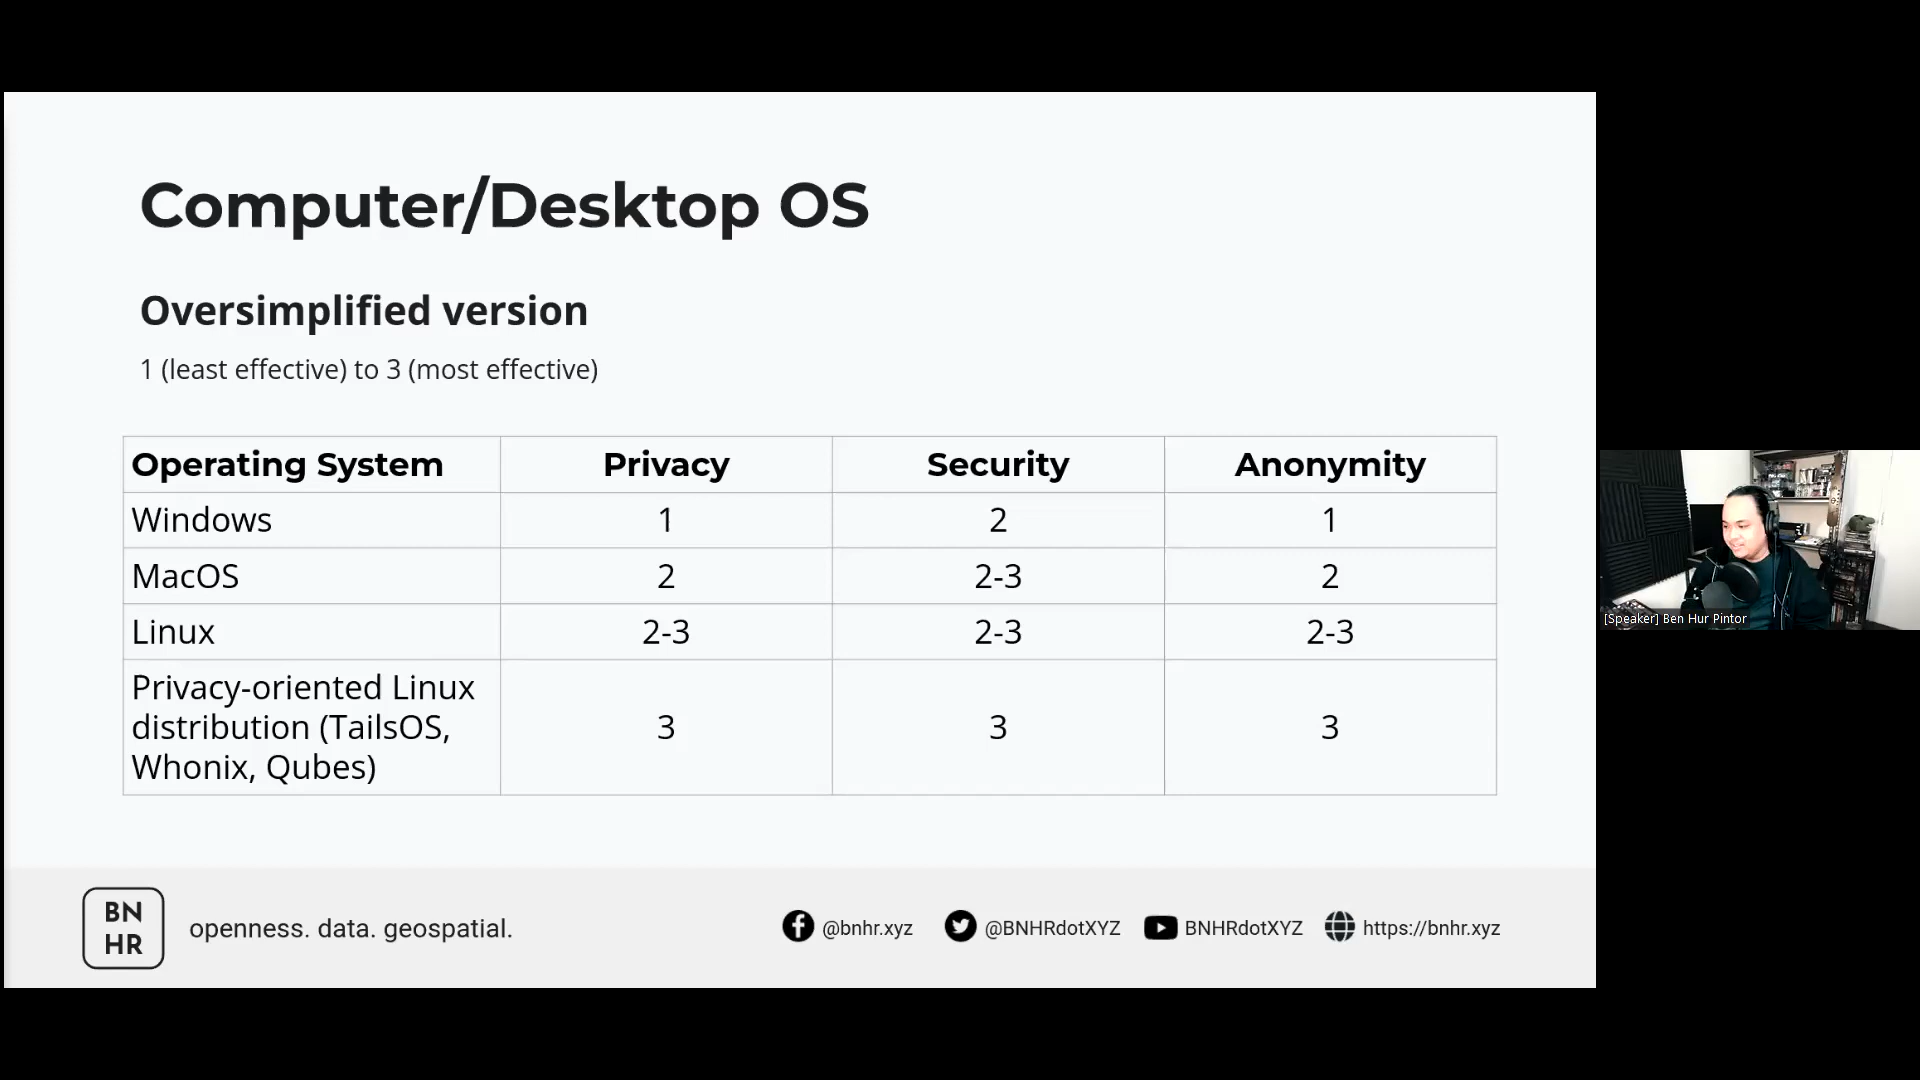 Computer/Desktop OS
Oversimplified version
1 (least effective) to 3 (most effective)
Operating System Privacy Security Anonymity
Windows 1 2 1
MacOS 2 2-3 2
Linux 2-3 2-3 2-3
Privacy-oriented Linux
distribution (TailsOS, 3 3 3
Whonix, Qubes)
BN
HR
openness. data. geospatial.
@bnhr.xyz @BNHRdotXYZ BNHRdotXYZ https://bnhr.xyz
[Speaker] Ben Hur Pintor